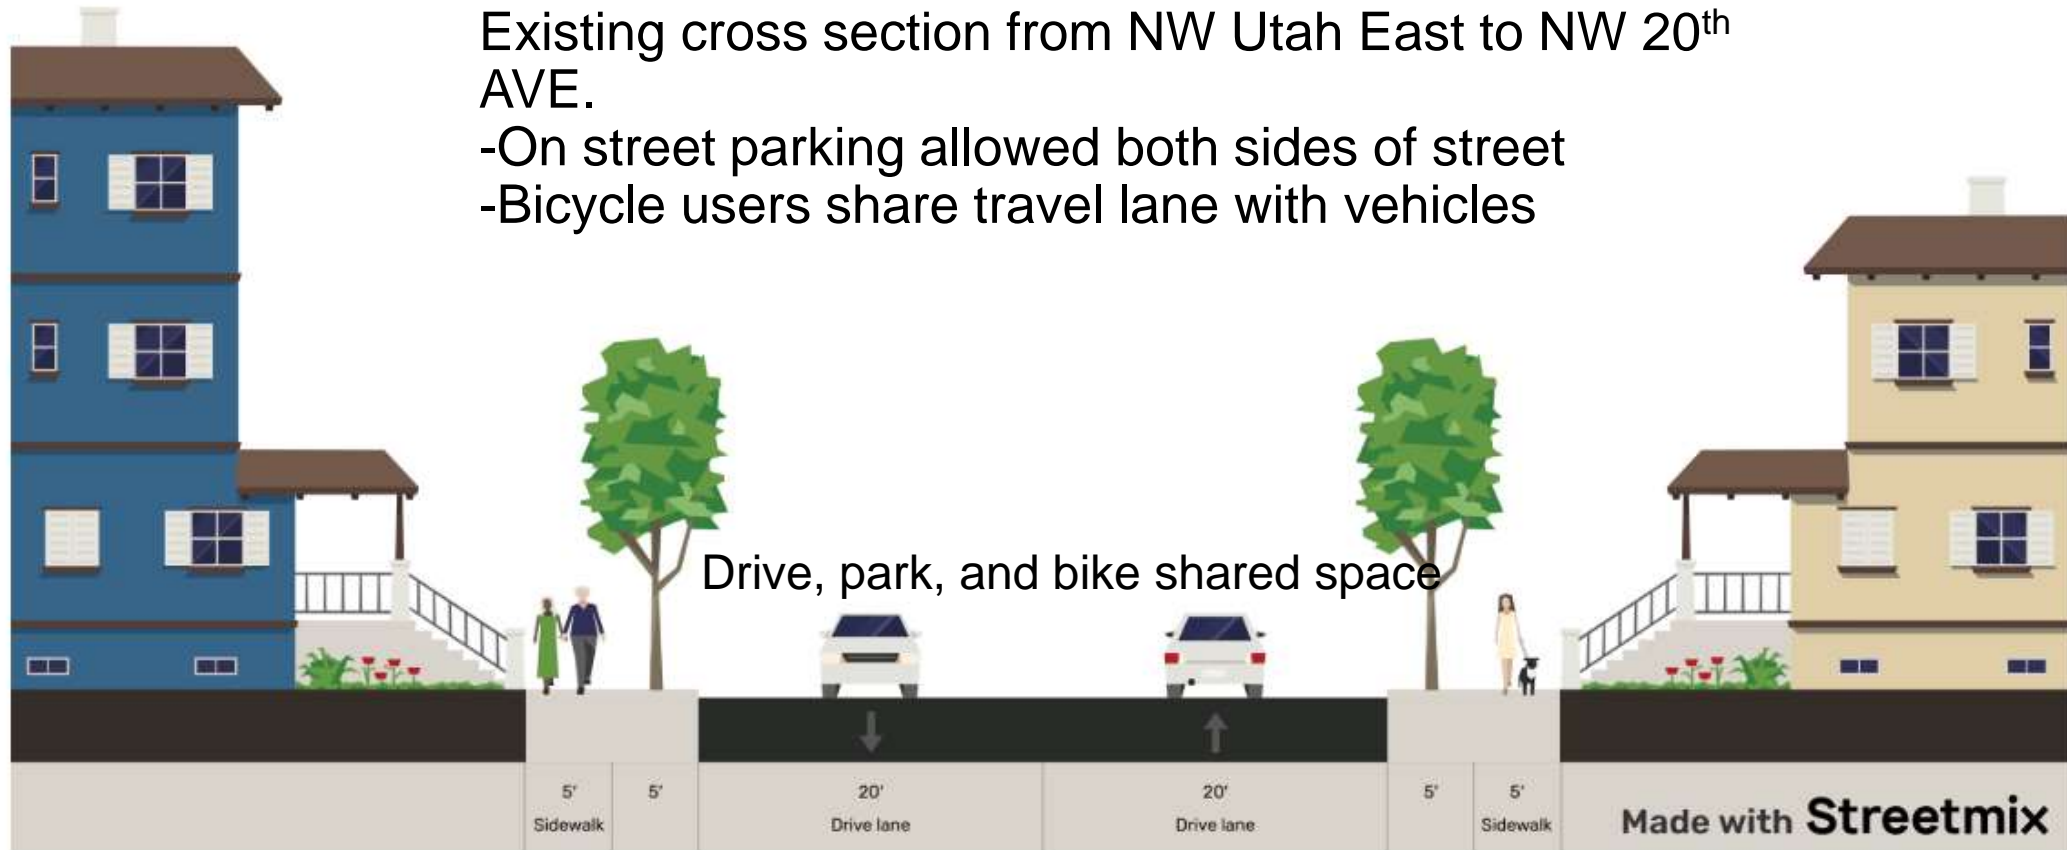 Existing cross section from NW Utah East to NW 20th
AVE.
-On street parking allowed both sides of street
-Bicycle users share travel lane with vehicles
Drive, park, and bike shared space
5' 5' 20' 20' 5' 5'
Sidewalk Drive lane Drive lane Sidewalk
Made with Streetmix